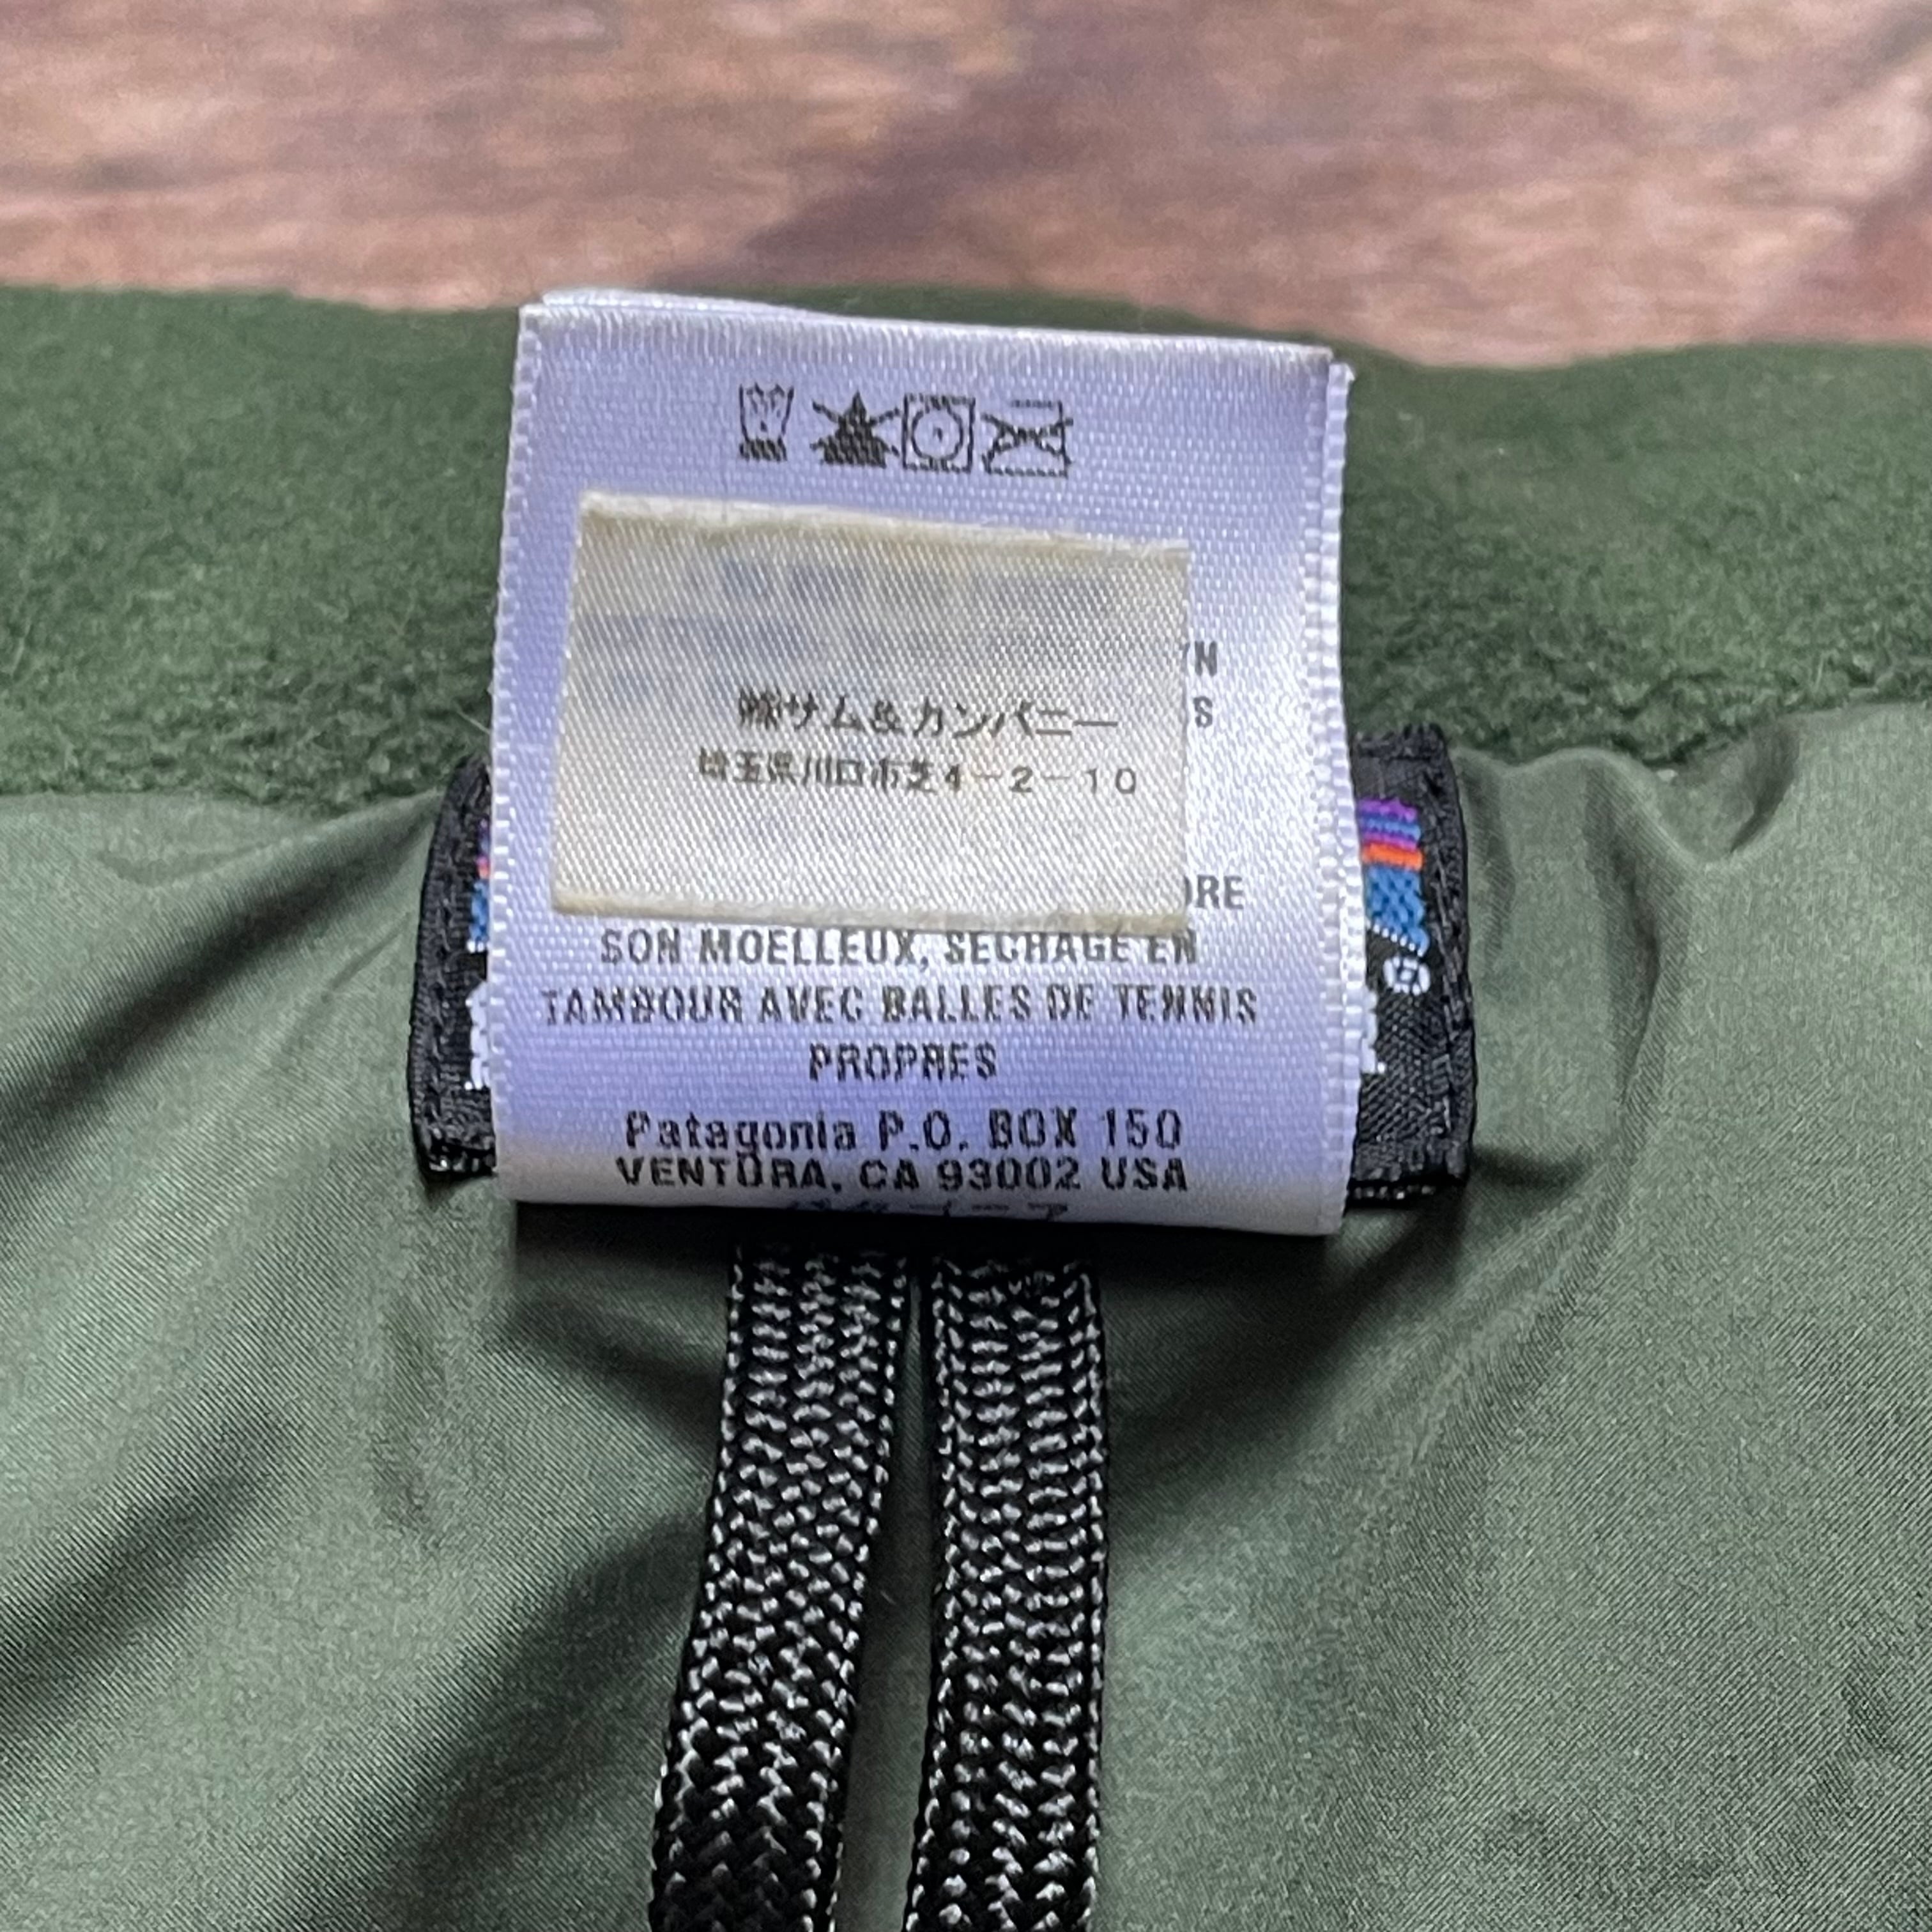 ㈱サム&カンパニー
埼玉県川口市芝4-2-10
SON MOELLEUX, SECHAGE EN
TAMBOUR AVEC BALLES DE TENNIS
PROPRES
Patagonia P.O. BOX 150
VENTURA, CA 93002 USA